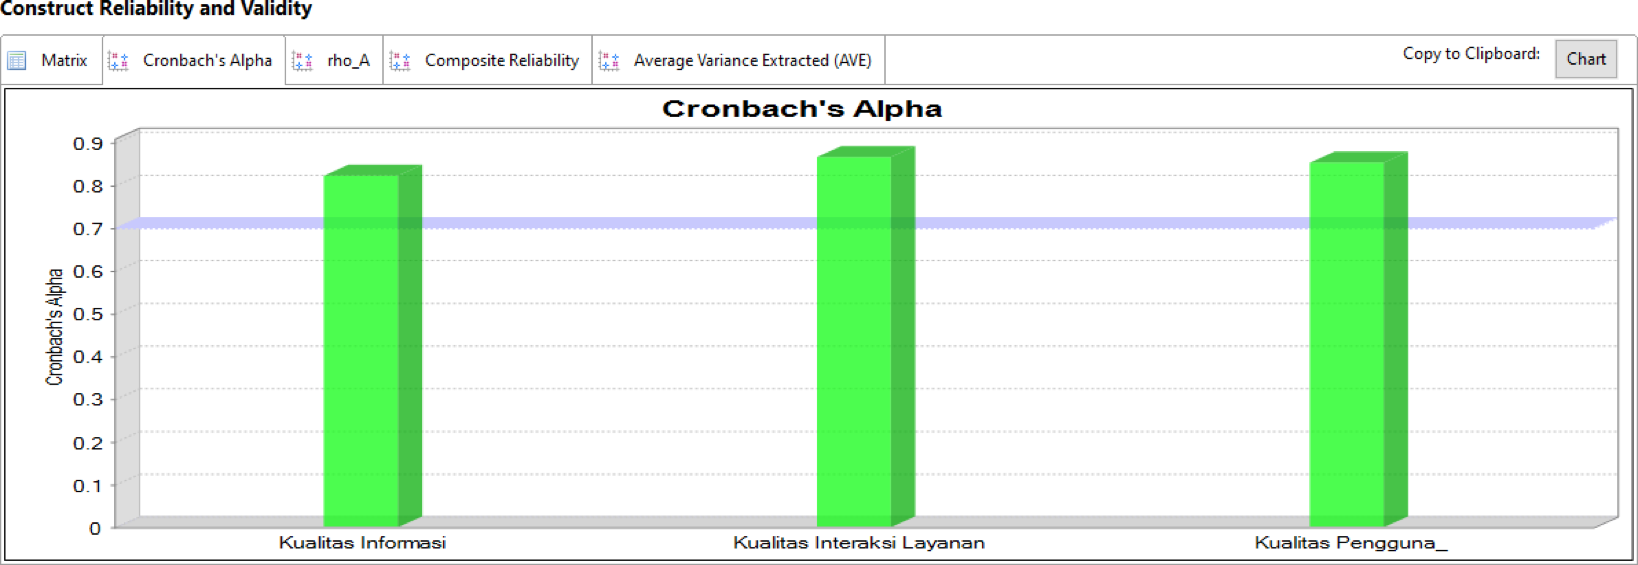 Construct Reliability and Validity
Matrix Cronbach's Alpha rho_A Composite Reliability Average Variance Extracted (AVE) Copy to Clipboard: Chart
Cronbach's Alpha
Cronbach's Alpha
0.9
0.8
0.7
0.6
0.5
0.4
0.3
0.2
0.1
0
Kualitas Informasi Kualitas Interaksi Layanan Kualitas Pengguna_